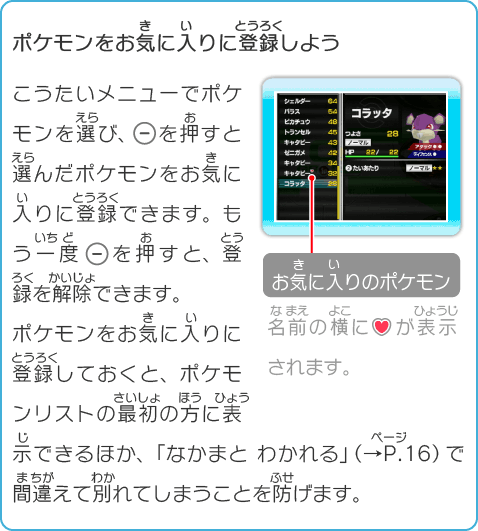 ポケモンをお気に入りに登録しよう
こうたいメニューでポケ
モンを選び、⊖を押すと
選んだポケモンをお気に
入りに登録できます。も
う一度⊖を押すと、登
録を解除できます。
ポケモンをお気に入りに
登録しておくと、ポケモ
ンリストの最初の方に表
示できるほか、「なかまと わかれる」(→P.16)で
間違えて別れてしまうことを防げます。
シェルダー 64
パラス 54
ピカチュウ 48
トランセル 45
キャタピー 43
ゼニガメ 42
キャタピー 34
キャタピー 32
コラッタ 28
コラッタ
つよさ 28
ノーマル
HP 22/ 22
アタック
たいあたり ノーマル
お気に入りのポケモン
名前の横に♥が表示
されます。